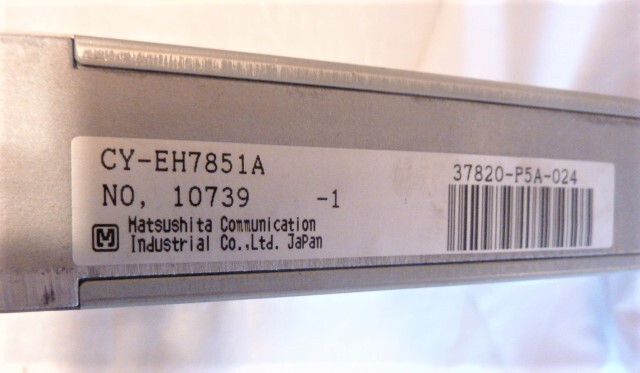 CY-EH7851A
NO, 10739 -1
Matsushita Communication
Industrial Co.,Ltd. JaPan
37820-P5A-024